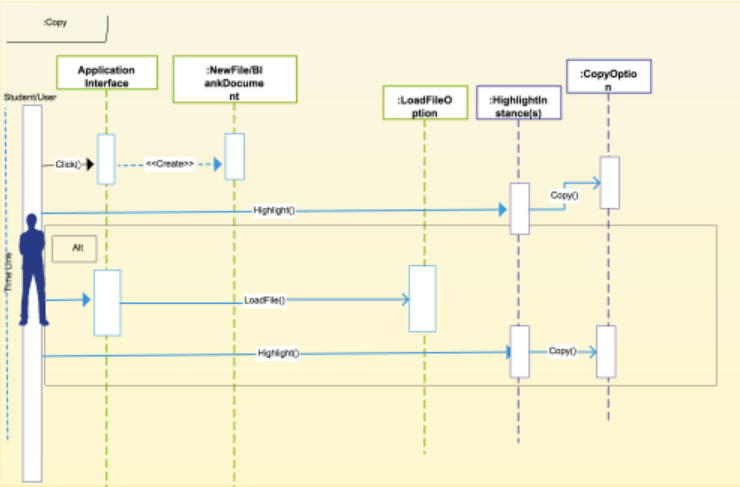 :Copy
Application
Interface
:NewFile/Bl
ankDocume
nt
:CopyOptio
n
:LoadFileO
ption
:HighlightIn
stance(s)
Student/User
Click()
<<Create>>
Copy()
Highlight()
Alt
Time Line
LoadFile()
Highlight()
Copy()